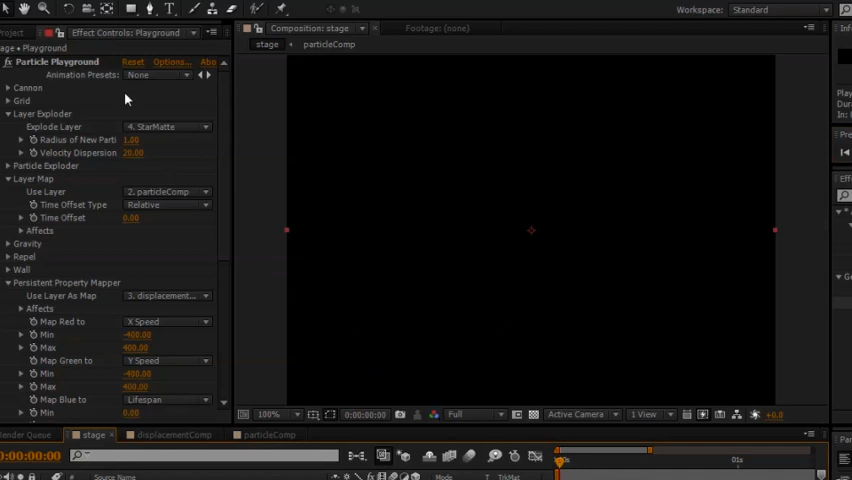 Workspace: Standard
Project Effect Controls: Playground Composition: stage Footage: (none) Info
stage • Playground stage particleComp
fx Particle Playground Reset Options... Abo
Animation Presets: None
Cannon
Grid
Layer Exploder
Explode Layer 4. StarMatte
Radius of New Parti 1.00
Velocity Dispersion 20.00
Particle Exploder
Layer Map
Use Layer 2. particleComp
Time Offset Type Relative
Time Offset 0.00
Affects
Gravity
Repel
Wall
Persistent Property Mapper
Use Layer As Map 3. displacement...
Affects
Map Red to X Speed
Min -400.00
Max 400.00
Map Green to Y Speed
Min -400.00
Max 400.00
Map Blue to Lifespan
Min 0.00
100% 0:00:00:00 Full Active Camera 1 View +0.0
ender Queue stage displacementComp particleComp
0:00:00:00 01s
# Source Name Mode T TrkMat